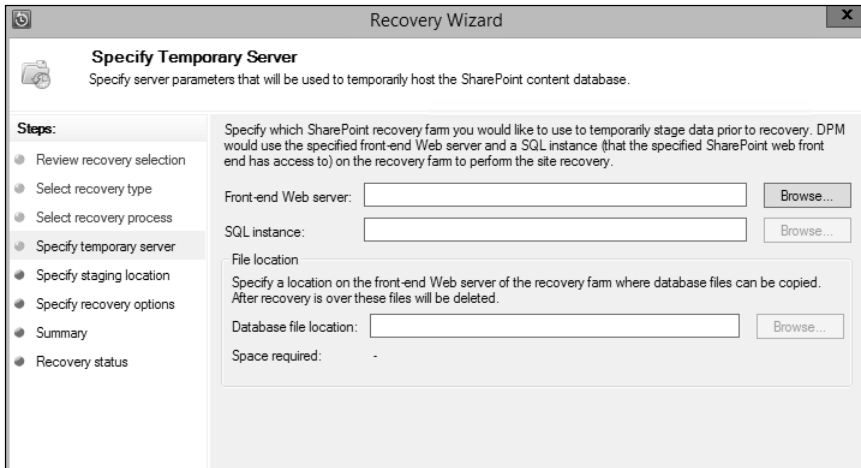 Recovery Wizard
x
Specify Temporary Server
Specify server parameters that will be used to temporarily host the SharePoint content database.
Steps:
Review recovery selection
Select recovery type
Select recovery process
Specify temporary server
Specify staging location
Specify recovery options
Summary
Recovery status
Specify which SharePoint recovery farm you would like to use to temporarily stage data prior to recovery. DPM
would use the specified front-end Web server and a SQL instance (that the specified SharePoint web front
end has access to) on the recovery farm to perform the site recovery.
Front-end Web server:
Browse...
SQL instance:
Browse...
File location
Specify a location on the front-end Web server of the recovery farm where database files can be copied.
After recovery is over these files will be deleted.
Database file location:
Browse...
Space required: -